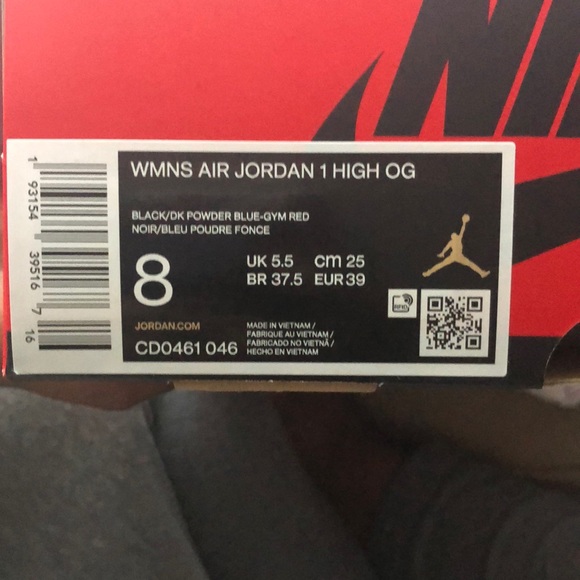 NIK
WMNS AIR JORDAN 1 HIGH OG
BLACK/DK POWDER BLUE-GYM RED
NOIR/BLEU POUDRE FONCE
8
UK 5.5 cm 25
BR 37.5 EUR 39
JORDAN.COM
CD0461 046
MADE IN VIETNAM /
FABRIQUE AU VIETNAM /
FABRICADO NO VIETNÃ /
HECHO EN VIETNAM
RFID
1 93154 39516 7 16